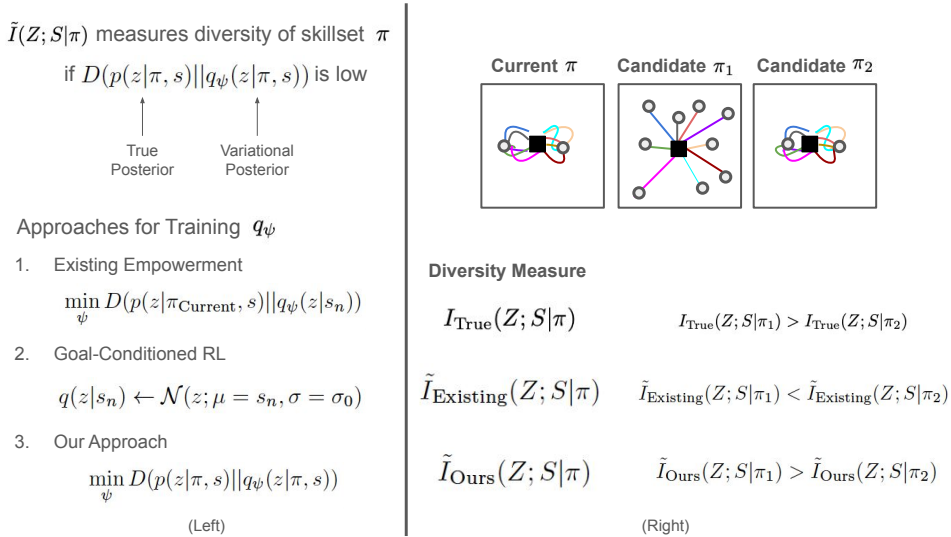 Ĩ(Z; S|π) measures diversity of skillset π
if D(p(z|π, s)||q_ψ(z|π, s)) is low
True
Posterior
Variational
Posterior
Approaches for Training q_ψ
1. Existing Empowerment
min_ψ D(p(z|π_Current, s)||q_ψ(z|s_n))
2. Goal-Conditioned RL
q(z|s_n) ← 𝒩(z; μ = s_n, σ = σ_0)
3. Our Approach
min_ψ D(p(z|π, s)||q_ψ(z|π, s))
(Left)
Current π
Candidate π_1
Candidate π_2
Diversity Measure
I_True(Z; S|π)
I_True(Z; S|π_1) > I_True(Z; S|π_2)
Ĩ_Existing(Z; S|π)
Ĩ_Existing(Z; S|π_1) < Ĩ_Existing(Z; S|π_2)
Ĩ_Ours(Z; S|π)
Ĩ_Ours(Z; S|π_1) > Ĩ_Ours(Z; S|π_2)
(Right)